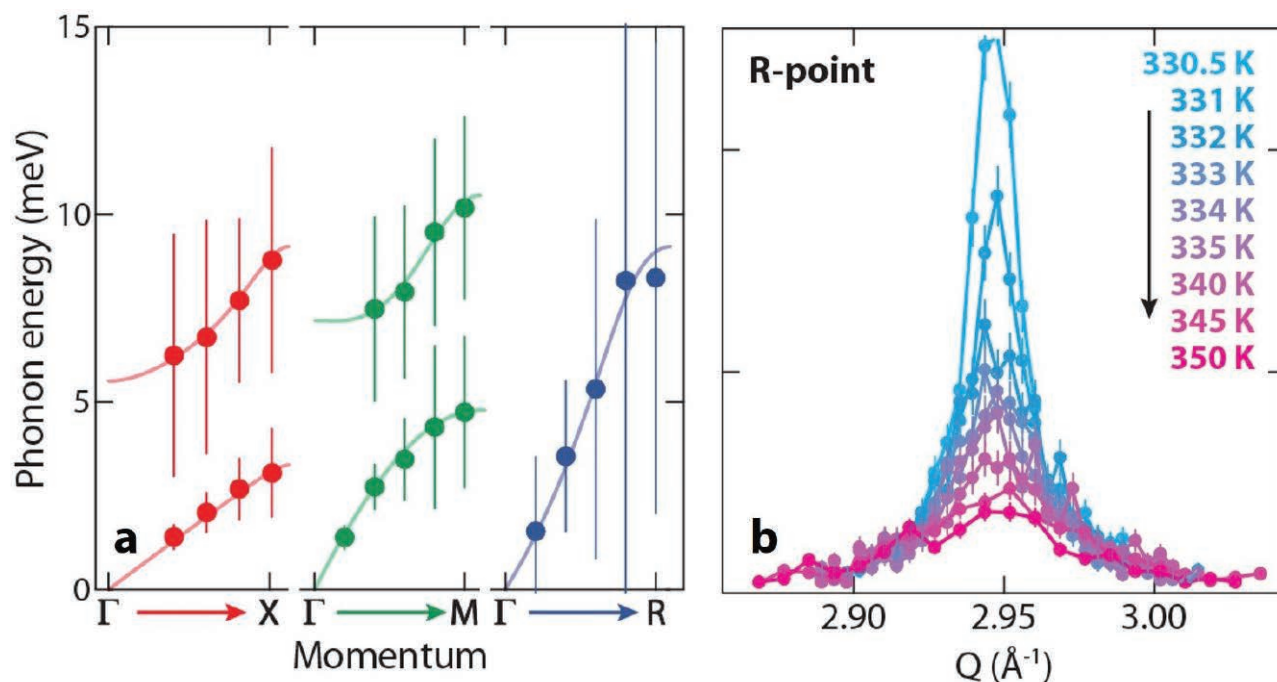 15
10
5
0
Phonon energy (meV)
a
Γ X Γ M Γ R
Momentum
R-point
330.5 K
331 K
332 K
333 K
334 K
335 K
340 K
345 K
350 K
b
2.90 2.95 3.00
Q (Å⁻¹)